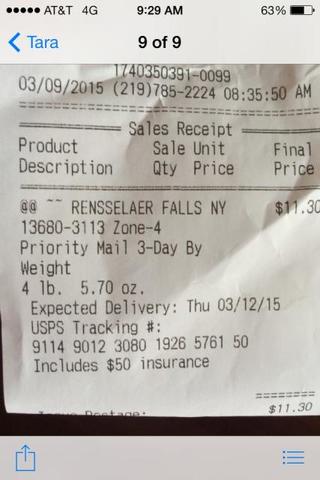 AT&T 4G 9:29 AM 63%
Tara 9 of 9
1740350391-0099
03/09/2015 (219)785-2224 08:35:50 AM
Sales Receipt
Product Sale Unit Final
Description Qty Price Price
@@ ~~ RENSSELAER FALLS NY $11.30
13680-3113 Zone-4
Priority Mail 3-Day By
Weight
4 lb. 5.70 oz.
Expected Delivery: Thu 03/12/15
USPS Tracking #:
9114 9012 3080 1926 5761 50
Includes $50 insurance
========
Issue Postage: $11.30